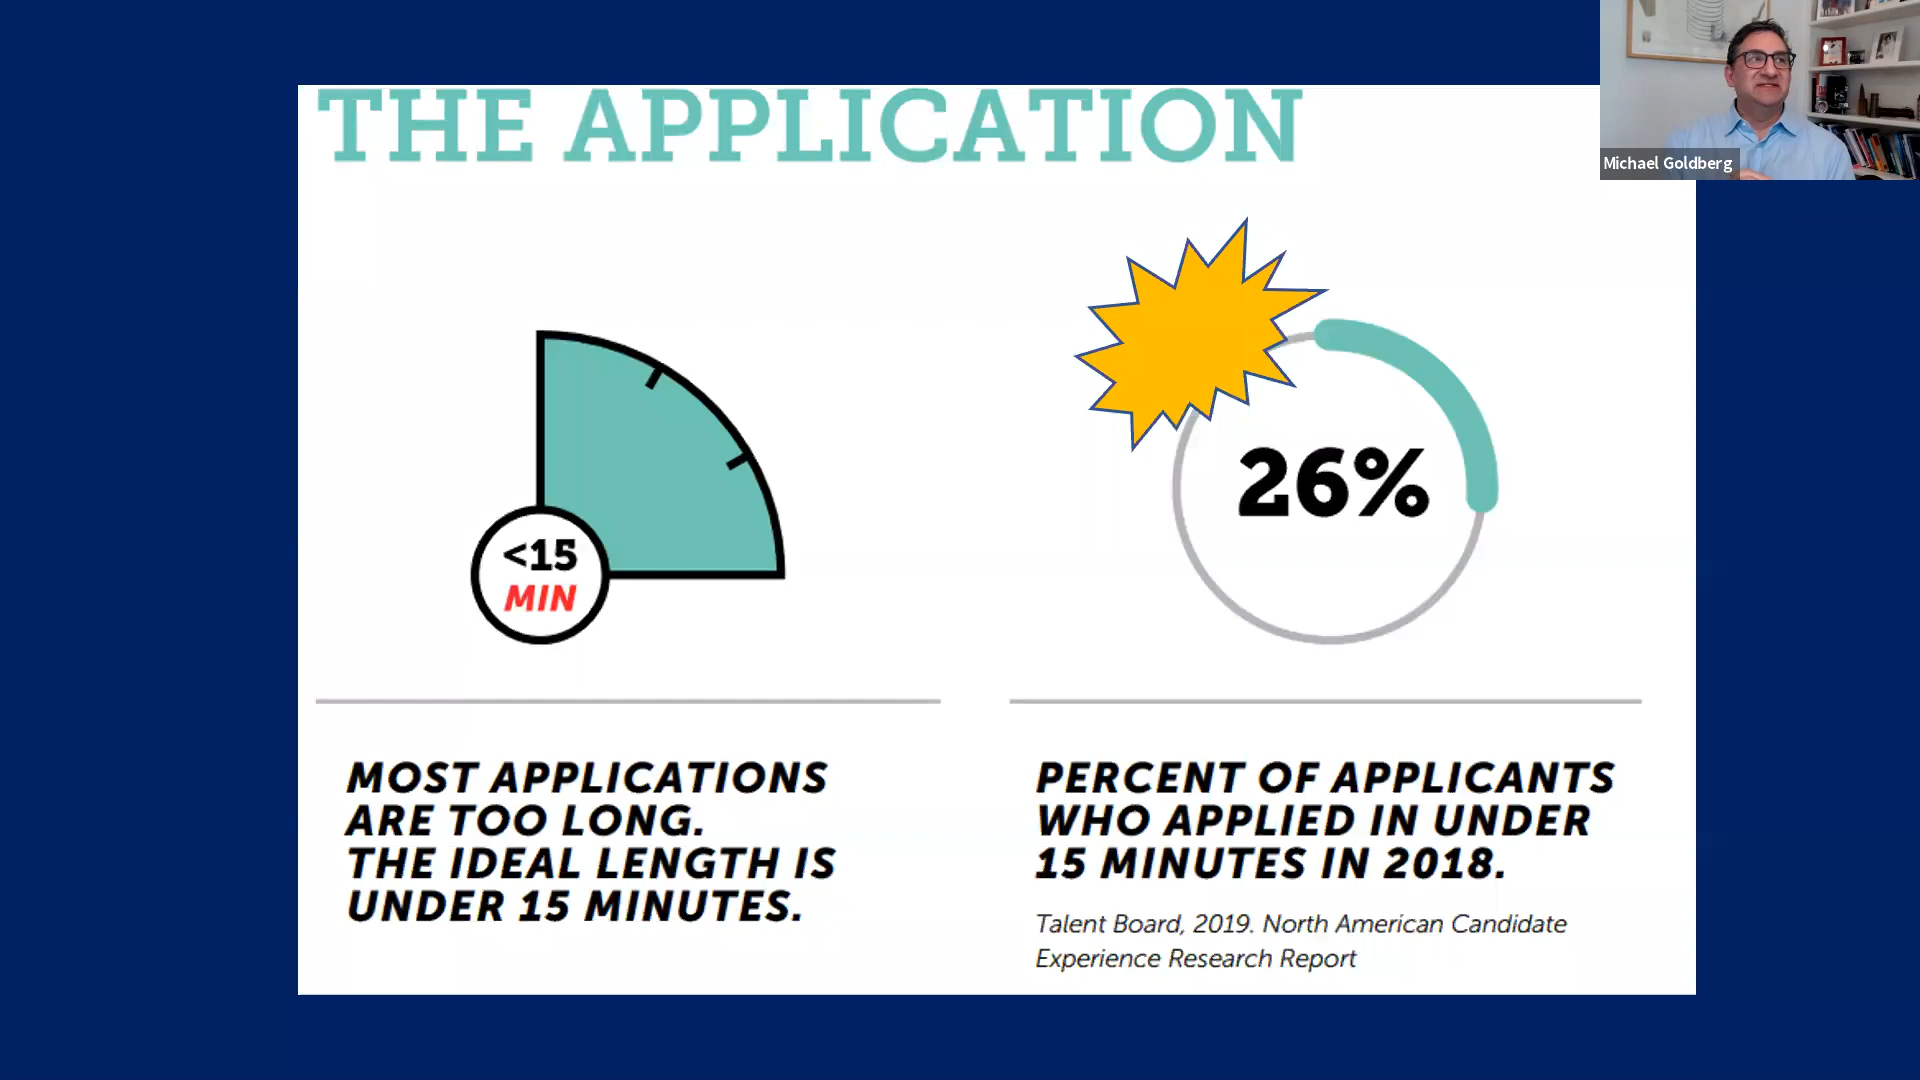 THE APPLICATION
Michael Goldberg
<15
MIN
26%
MOST APPLICATIONS
ARE TOO LONG.
THE IDEAL LENGTH IS
UNDER 15 MINUTES.
PERCENT OF APPLICANTS
WHO APPLIED IN UNDER
15 MINUTES IN 2018.
Talent Board, 2019. North American Candidate
Experience Research Report